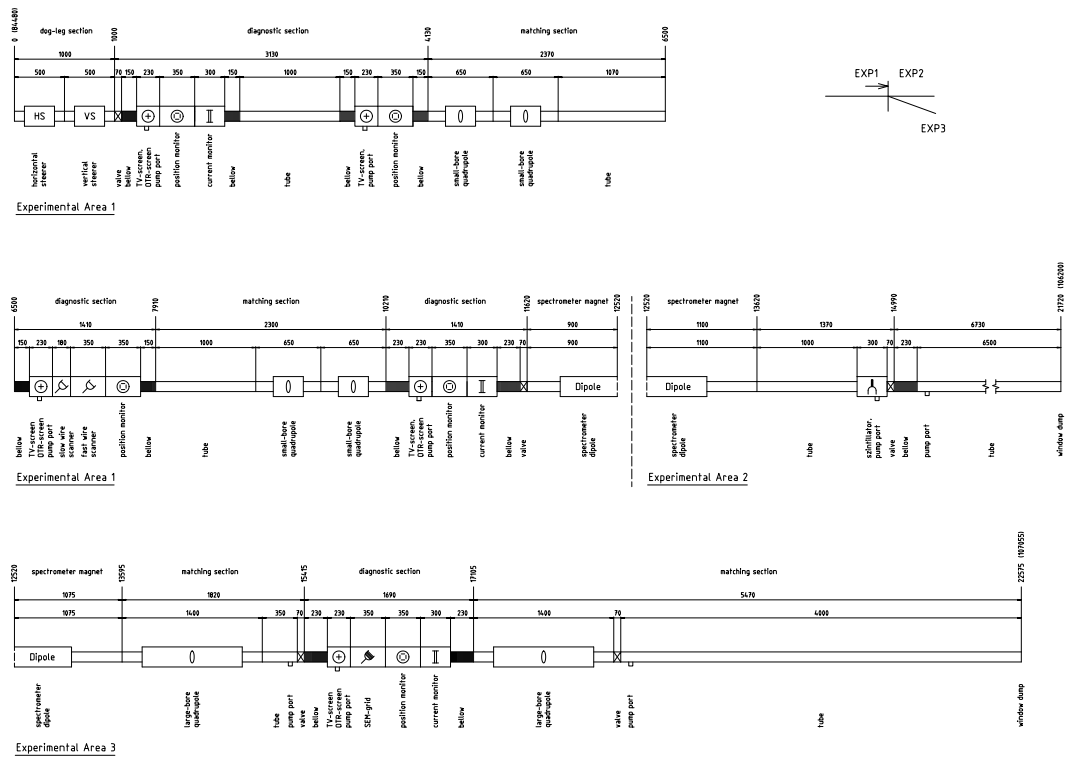 0 (84480)
dog-leg section
1000
diagnostic section
4130
matching section
6500
1000
3130
2370
500
500
70
150
230
350
300
150
1000
150
230
350
150
650
650
1070
HS
VS
horizontal
steerer
vertical
steerer
valve
bellow
TV-screen,
OTR-screen
pump port
position monitor
current monitor
bellow
tube
bellow
TV-screen,
pump port
position monitor
bellow
small-bore
quadrupole
small-bore
quadrupole
tube
Experimental Area 1
EXP1
EXP2
EXP3
6500
diagnostic section
7910
matching section
10210
diagnostic section
11620
spectrometer magnet
12520
1410
2300
1410
900
150
230
180
350
350
150
1000
650
650
230
230
350
300
230
70
900
Dipole
bellow
TV-screen
OTR-screen
pump port
slow wire
scanner
fast wire
scanner
position monitor
bellow
tube
small-bore
quadrupole
small-bore
quadrupole
bellow
TV-screen,
OTR-screen
pump port
position monitor
current monitor
bellow
valve
spectrometer
dipole
Experimental Area 1
12520
spectrometer magnet
13620
14990
21720 (106200)
1100
1370
6730
1100
1000
300
70
230
6500
Dipole
spectrometer
dipole
tube
szintillator,
pump port
valve
bellow
pump port
tube
window dump
Experimental Area 2
12520
spectrometer magnet
13595
matching section
15415
diagnostic section
17105
matching section
22575 (107055)
1075
1820
1690
5470
1075
1400
350
70
230
230
350
350
300
230
1400
70
4000
Dipole
spectrometer
dipole
large-bore
quadrupole
tube
pump port
valve
bellow
TV-screen
OTR-screen
pump port
SEM-grid
position monitor
current monitor
bellow
large-bore
quadrupole
valve
pump port
tube
window dump
Experimental Area 3